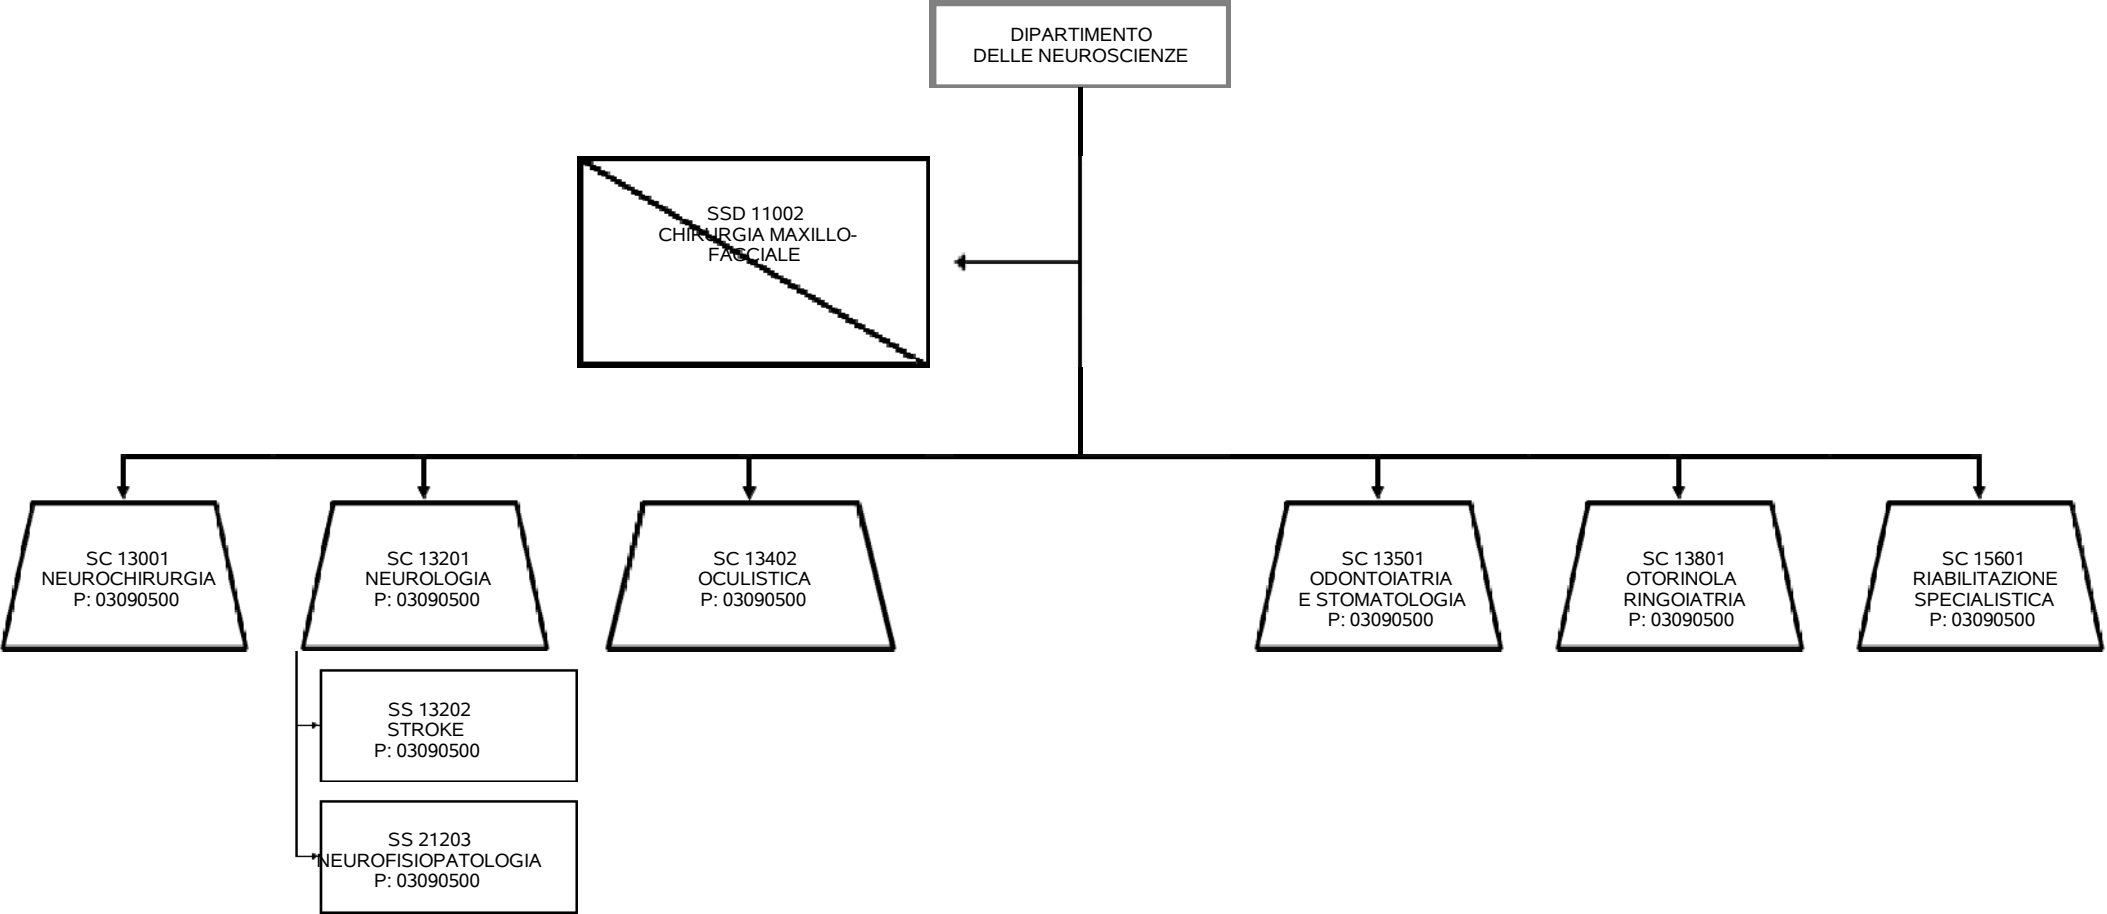 DIPARTIMENTO
DELLE NEUROSCIENZE
SSD 11002
CHIRURGIA MAXILLO-
FACCIALE
SC 13001
NEUROCHIRURGIA
P: 03090500
SC 13201
NEUROLOGIA
P: 03090500
SC 13402
OCULISTICA
P: 03090500
SC 13501
ODONTOIATRIA
E STOMATOLOGIA
P: 03090500
SC 13801
OTORINOLA
RINGOIATRIA
P: 03090500
SC 15601
RIABILITAZIONE
SPECIALISTICA
P: 03090500
SS 13202
STROKE
P: 03090500
SS 21203
NEUROFISIOPATOLOGIA
P: 03090500